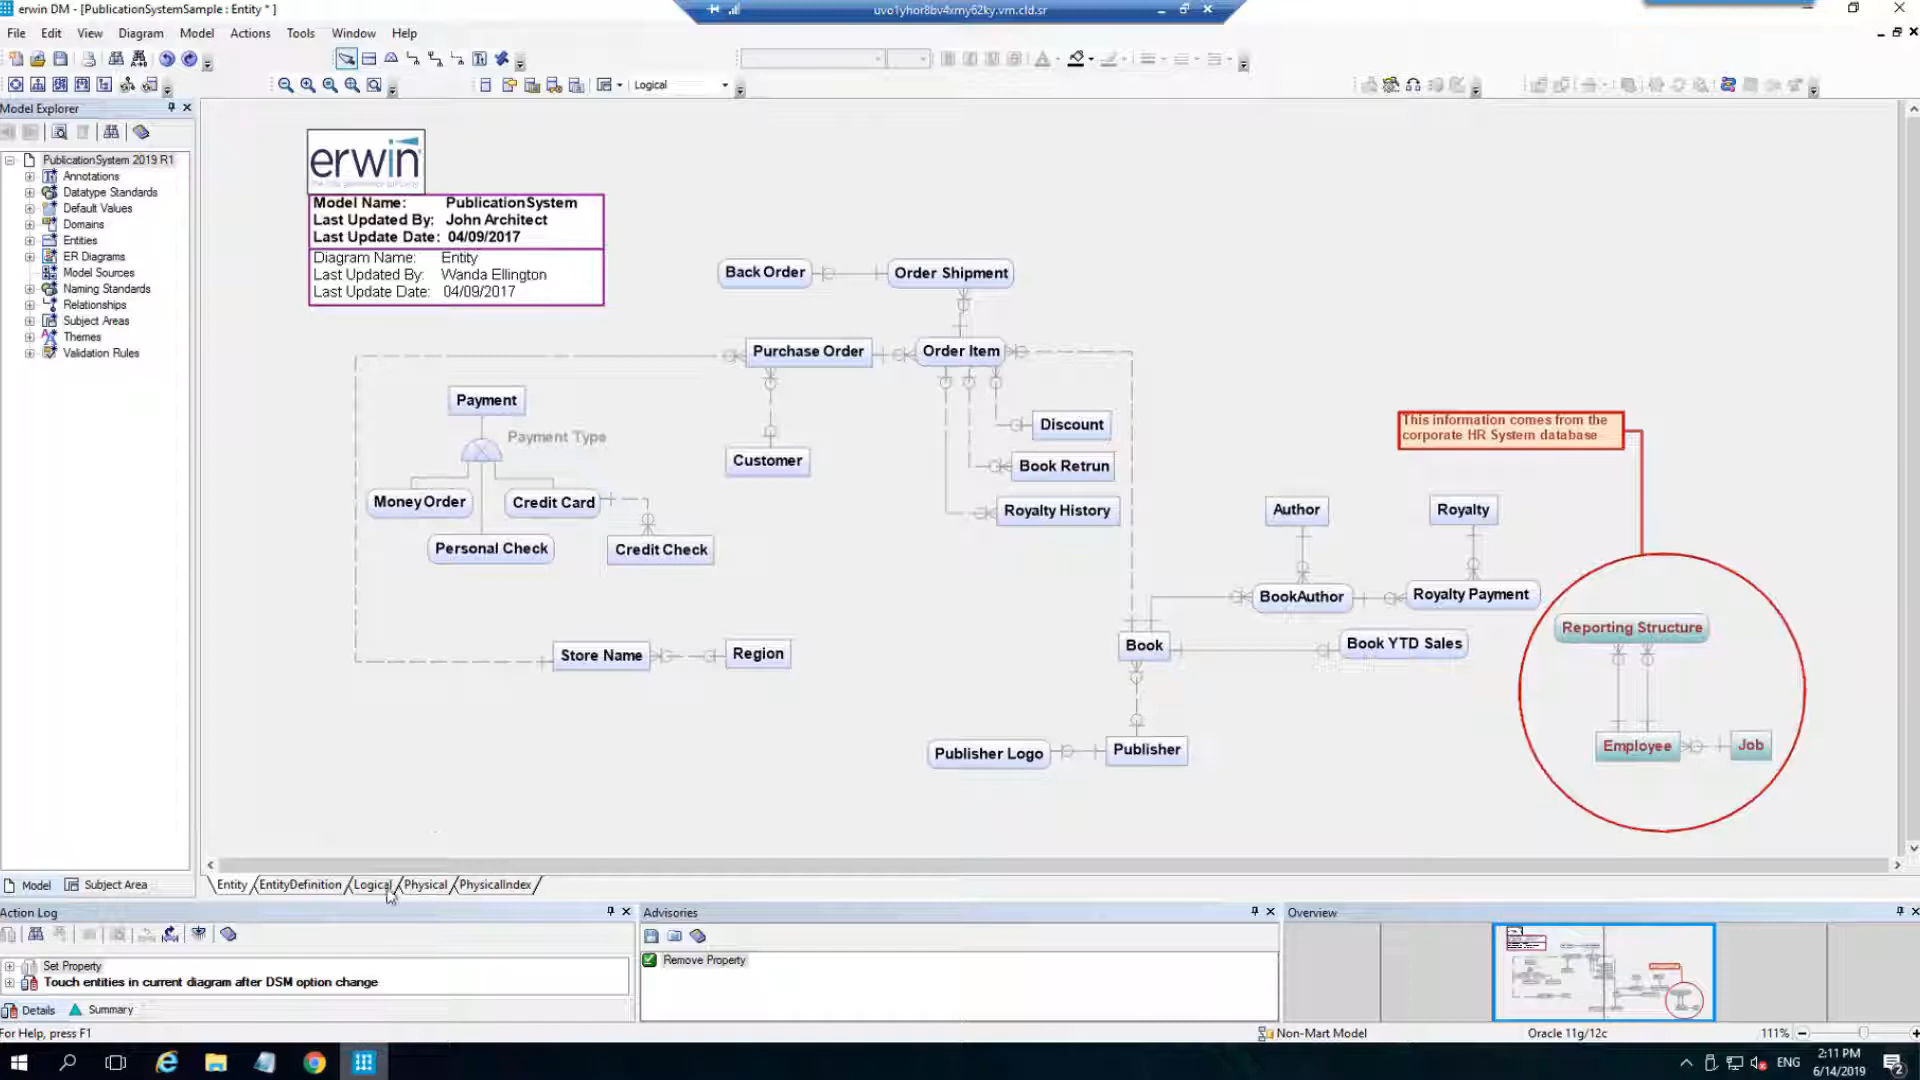 erwin DM - [PublicationSystemSample : Entity * ]
uvo1yhor8bv4xmy62ky.vm.cld.sr
File Edit View Diagram Model Actions Tools Window Help
Logical
Model Explorer
PublicationSystem 2019 R1
Annotations
Datatype Standards
Default Values
Domains
Entities
ER Diagrams
Model Sources
Naming Standards
Relationships
Subject Areas
Themes
Validation Rules
Model
Subject Area
erwin
Model Name: PublicationSystem
Last Updated By: John Architect
Last Update Date: 04/09/2017
Diagram Name: Entity
Last Updated By: Wanda Ellington
Last Update Date: 04/09/2017
Back Order
Order Shipment
Purchase Order
Order Item
Payment
Payment Type
Discount
Customer
Book Retrun
Money Order
Credit Card
Royalty History
Personal Check
Credit Check
This information comes from the
corporate HR System database
Author
Royalty
BookAuthor
Royalty Payment
Reporting Structure
Store Name
Region
Book
Book YTD Sales
Publisher Logo
Publisher
Employee
Job
Entity EntityDefinition Logical Physical PhysicalIndex
Action Log
Set Property
Touch entities in current diagram after DSM option change
Details
Summary
Advisories
Remove Property
Overview
For Help, press F1
Non-Mart Model
Oracle 11g/12c
111%
ENG
2:11 PM
6/14/2019
2